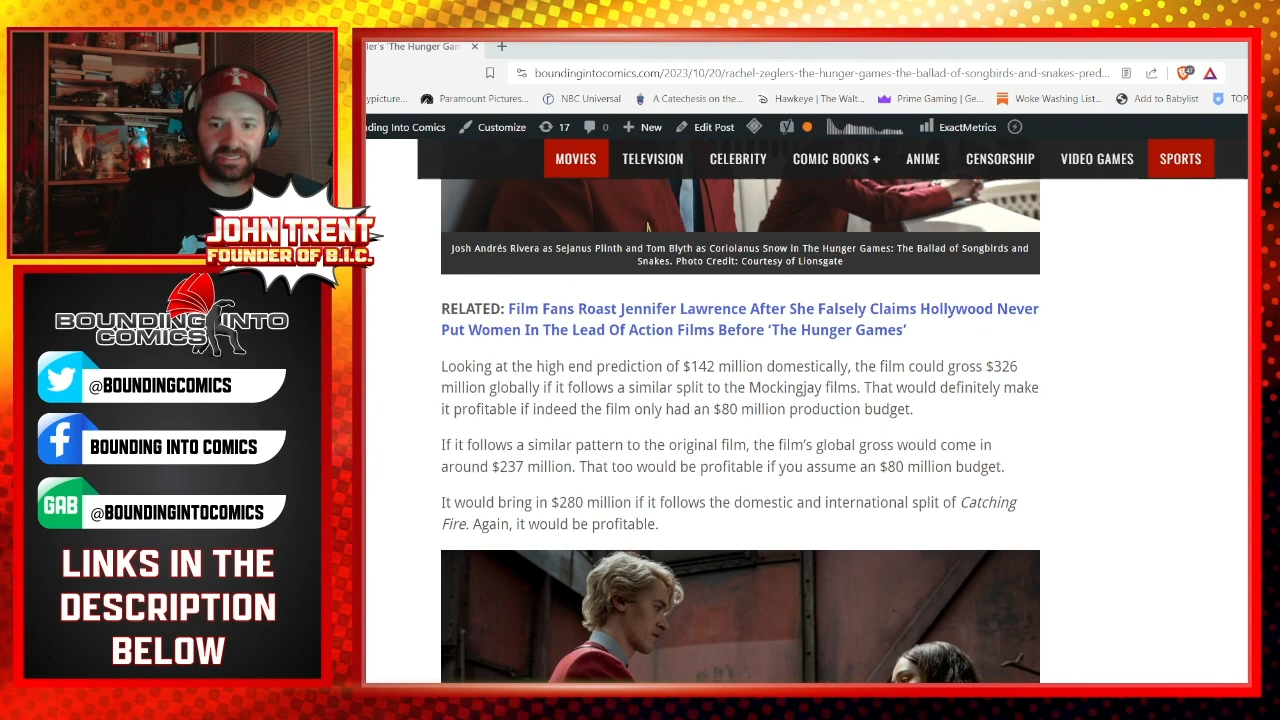 JOHN TRENT
FOUNDER OF B.I.C.
BOUNDING INTO
COMICS
@BOUNDINGCOMICS
BOUNDING INTO COMICS
GAB
@BOUNDINGINTOCOMICS
LINKS IN THE
DESCRIPTION
BELOW
ler's 'The Hunger Gam
boundingintocomics.com/2023/10/20/rachel-zeglers-the-hunger-games-the-ballad-of-songbirds-and-snakes-pred...
ypicture... Paramount Pictures... NBC Universal A Catechesis on the... Hawkeye | The Walt... Prime Gaming | Ge... Woke Washing List... Add to Babylist TOP
nding Into Comics Customize 17 0 New Edit Post ExactMetrics
MOVIES TELEVISION CELEBRITY COMIC BOOKS + ANIME CENSORSHIP VIDEO GAMES SPORTS
Josh Andrés Rivera as Sejanus Plinth and Tom Blyth as Coriolanus Snow in The Hunger Games: The Ballad of Songbirds and
Snakes. Photo Credit: Courtesy of Lionsgate
RELATED: Film Fans Roast Jennifer Lawrence After She Falsely Claims Hollywood Never
Put Women In The Lead Of Action Films Before ‘The Hunger Games’
Looking at the high end prediction of $142 million domestically, the film could gross $326
million globally if it follows a similar split to the Mockingjay films. That would definitely make
it profitable if indeed the film only had an $80 million production budget.
If it follows a similar pattern to the original film, the film’s global gross would come in
around $237 million. That too would be profitable if you assume an $80 million budget.
It would bring in $280 million if it follows the domestic and international split of Catching
Fire. Again, it would be profitable.